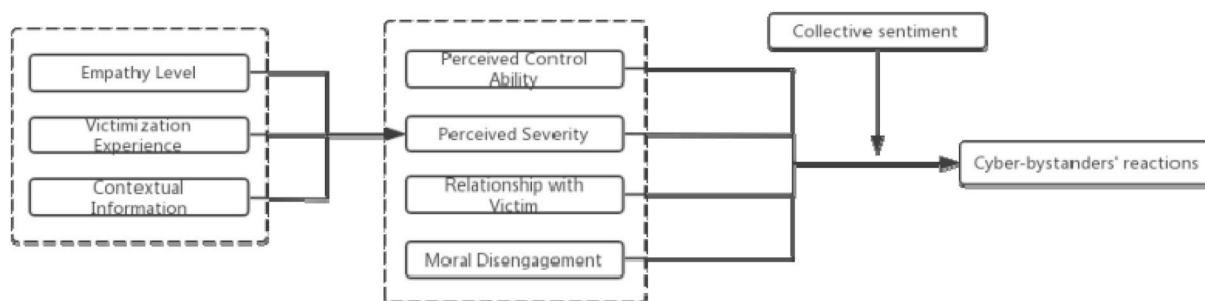 Empathy Level
Victimization
Experience
Contextual
Information
Perceived Control
Ability
Perceived Severity
Relationship with
Victim
Moral Disengagement
Collective sentiment
Cyber-bystanders' reactions